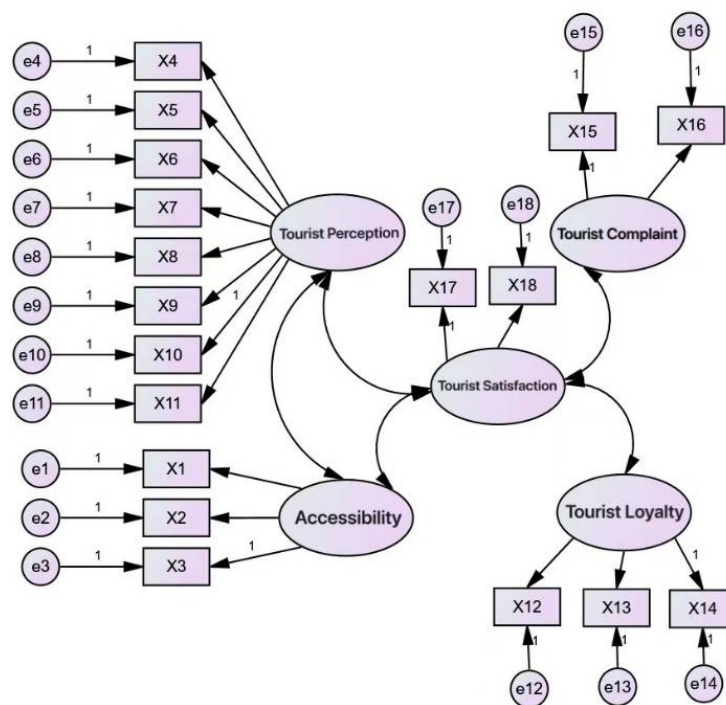 e15
e16
e4
1
X4
1
1
e5
1
X5
X15
X16
e6
1
X6
1
e7
1
X7
e17
e18
Tourist Perception
Tourist Complaint
e8
1
X8
1
1
X17
X18
e9
1
X9
1
1
e10
1
X10
e11
1
X11
Tourist Satisfaction
e1
1
X1
e2
1
X2
Accessibility
Tourist Loyalty
e3
1
X3
1
1
X12
X13
X14
1
1
1
e12
e13
e14